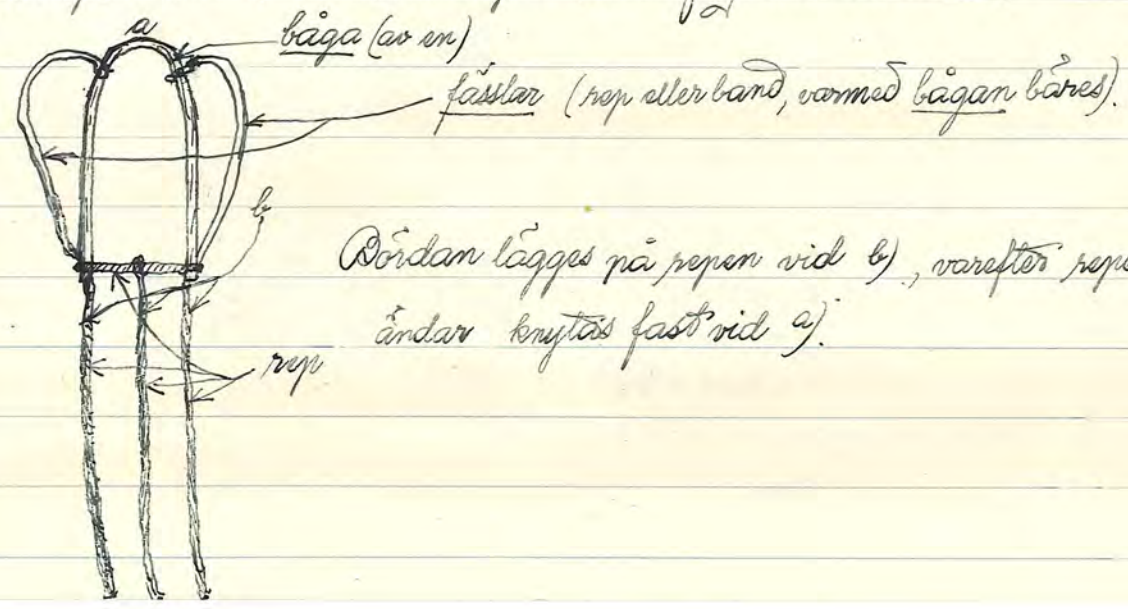 a
båga (av en)
fässlar (rep eller band, varmed bågan bäres).
b
Bördan lägges på repen vid b), varefter repe
ändar knytas fast vid a).
rep